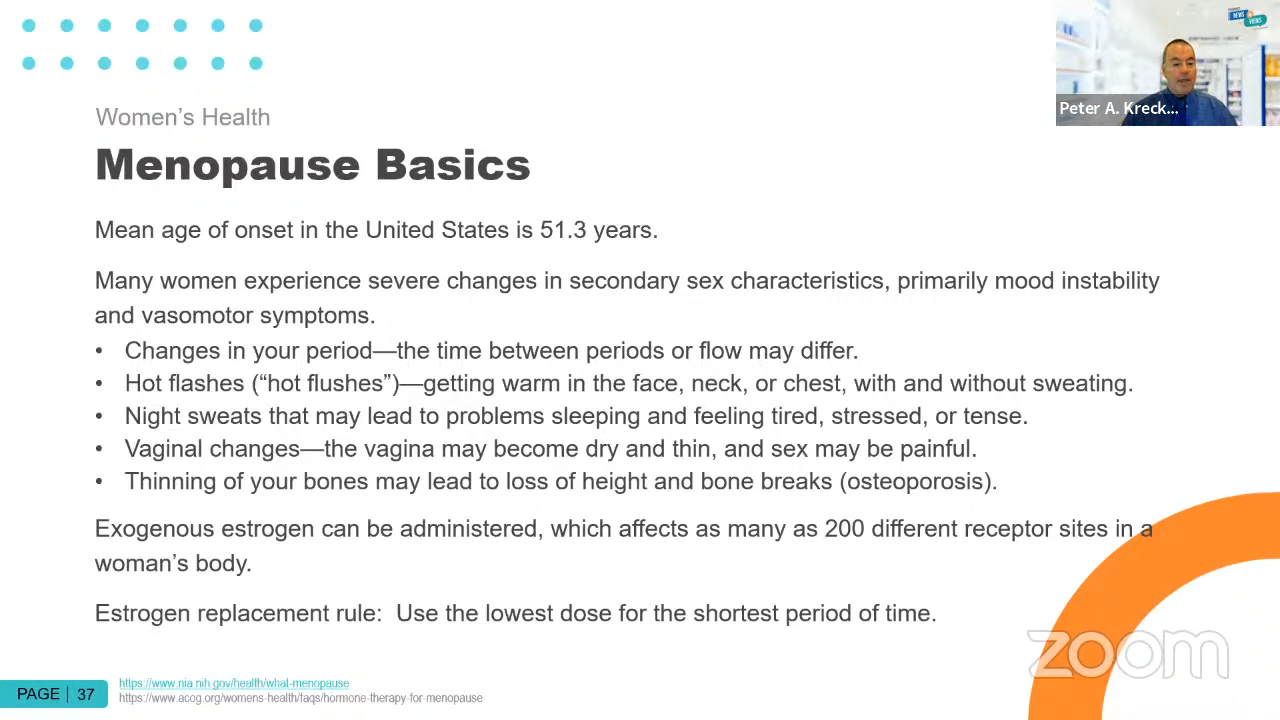 NEWS
VIEWS
Peter A. Kreck...
Women’s Health
Menopause Basics
Mean age of onset in the United States is 51.3 years.
Many women experience severe changes in secondary sex characteristics, primarily mood instability
and vasomotor symptoms.
• Changes in your period—the time between periods or flow may differ.
• Hot flashes (“hot flushes”)—getting warm in the face, neck, or chest, with and without sweating.
• Night sweats that may lead to problems sleeping and feeling tired, stressed, or tense.
• Vaginal changes—the vagina may become dry and thin, and sex may be painful.
• Thinning of your bones may lead to loss of height and bone breaks (osteoporosis).
Exogenous estrogen can be administered, which affects as many as 200 different receptor sites in a
woman’s body.
Estrogen replacement rule:  Use the lowest dose for the shortest period of time.
zoom
PAGE | 37
https://www.nia.nih.gov/health/what-menopause
https://www.acog.org/womens-health/faqs/hormone-therapy-for-menopause